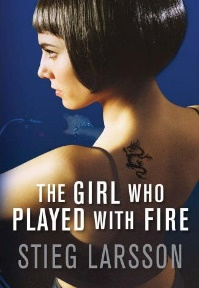 THE GIRL WHO
PLAYED WITH FIRE
STIEG LARSSON